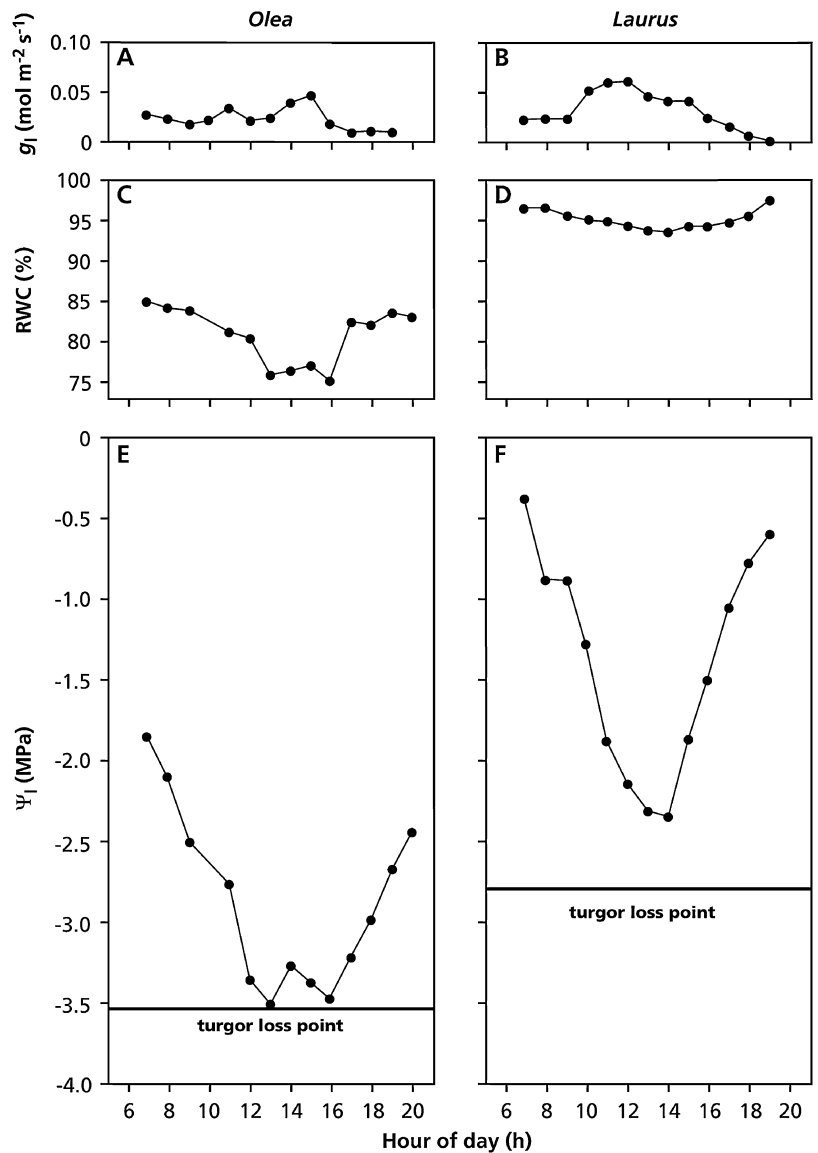 Olea
Laurus
gl (mol m-2 s-1)
0.10
0.05
0
A
B
RWC (%)
100
95
90
85
80
75
C
D
Ψl (MPa)
0
-0.5
-1.0
-1.5
-2.0
-2.5
-3.0
-3.5
-4.0
E
F
turgor loss point
turgor loss point
6 8 10 12 14 16 18 20
6 8 10 12 14 16 18 20
Hour of day (h)